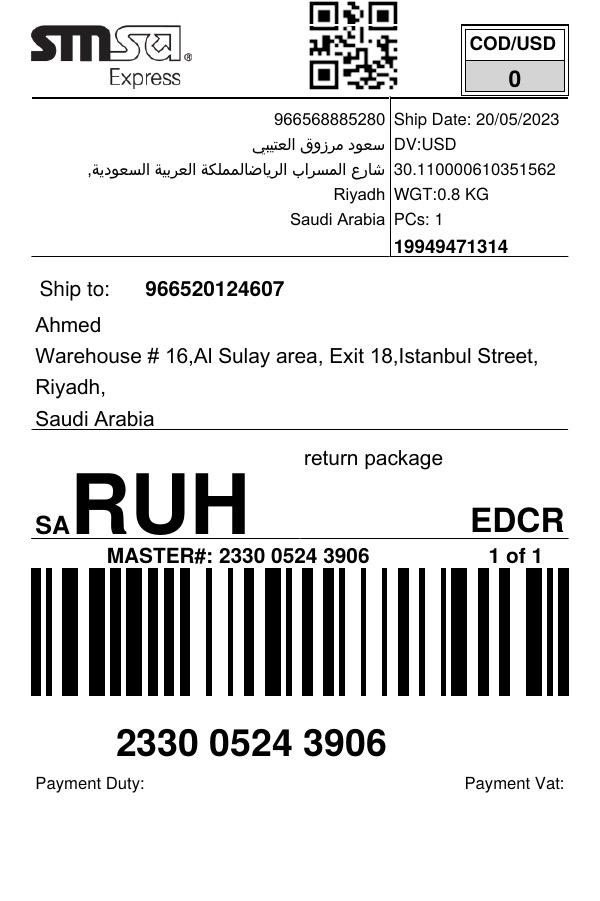 smsa®
Express
COD/USD
0
966568885280
سعود مرزوق العتيبي
شارع المسراب الرياضالمملكة العربية السعودية,
Riyadh
Saudi Arabia
Ship Date: 20/05/2023
DV:USD
30.110000610351562
WGT:0.8 KG
PCs: 1
19949471314
Ship to: 966520124607
Ahmed
Warehouse # 16,Al Sulay area, Exit 18,Istanbul Street,
Riyadh,
Saudi Arabia
return package
SA RUH
EDCR
MASTER#: 2330 0524 3906 1 of 1
2330 0524 3906
Payment Duty: Payment Vat: